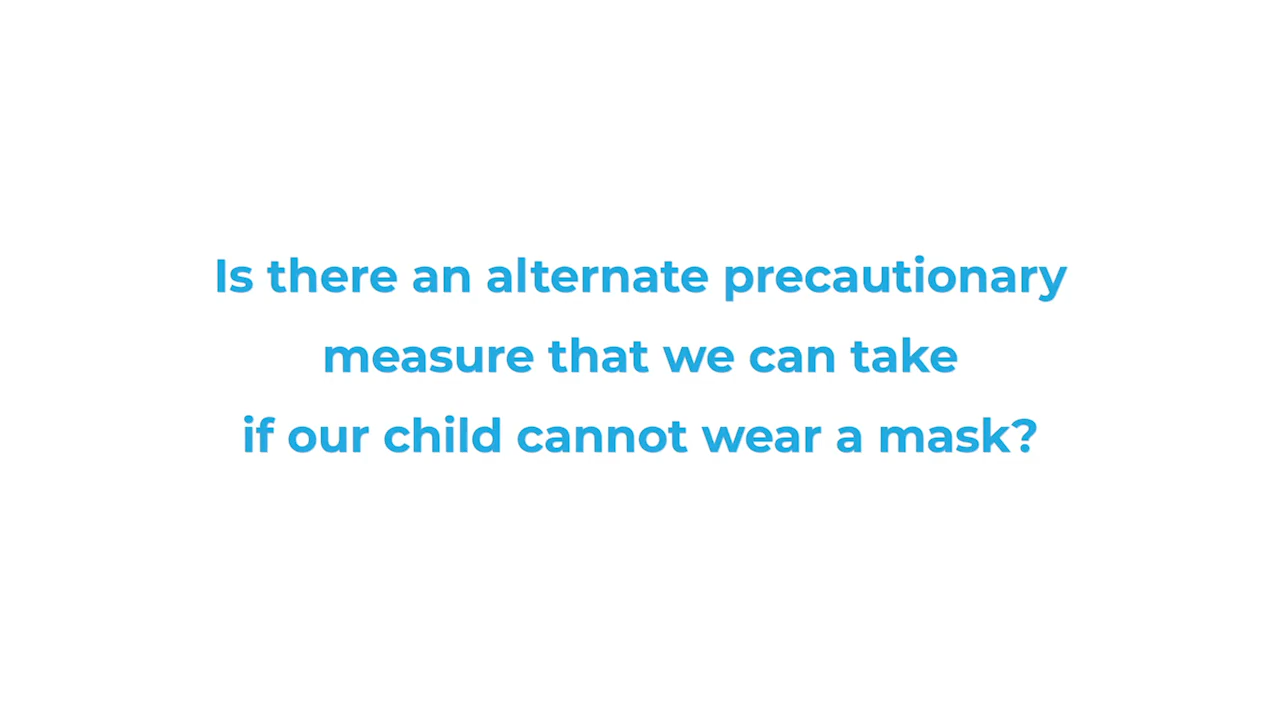 Is there an alternate precautionary
measure that we can take
if our child cannot wear a mask?